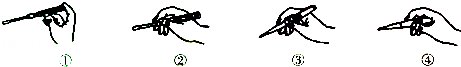 ① ② ③ ④